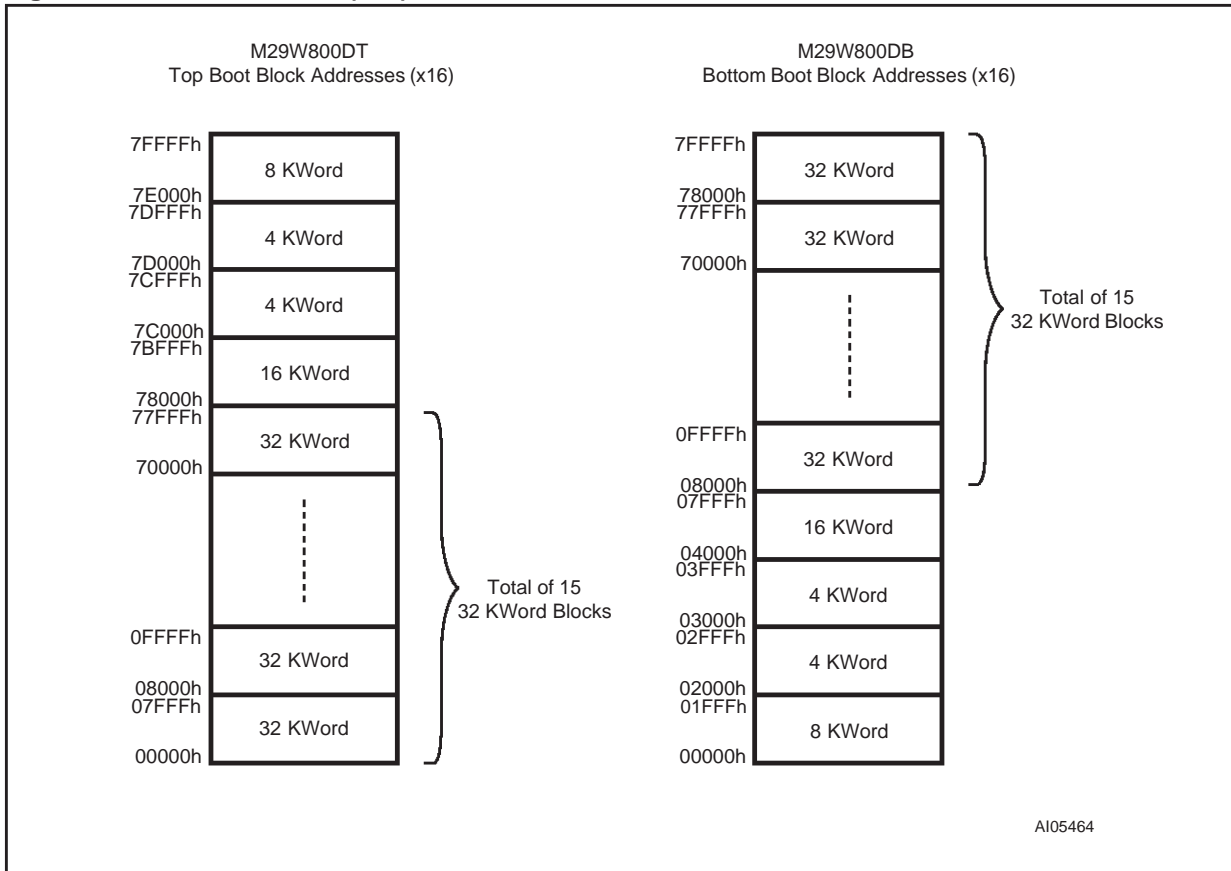 M29W800DT
Top Boot Block Addresses (x16)
7FFFFh
8 KWord
7E000h
7DFFFh
4 KWord
7D000h
7CFFFh
4 KWord
7C000h
7BFFFh
16 KWord
78000h
77FFFh
32 KWord
70000h
Total of 15
32 KWord Blocks
0FFFFh
32 KWord
08000h
07FFFh
32 KWord
00000h
M29W800DB
Bottom Boot Block Addresses (x16)
7FFFFh
32 KWord
78000h
77FFFh
32 KWord
70000h
Total of 15
32 KWord Blocks
0FFFFh
32 KWord
08000h
07FFFh
16 KWord
04000h
03FFFh
4 KWord
03000h
02FFFh
4 KWord
02000h
01FFFh
8 KWord
00000h
AI05464